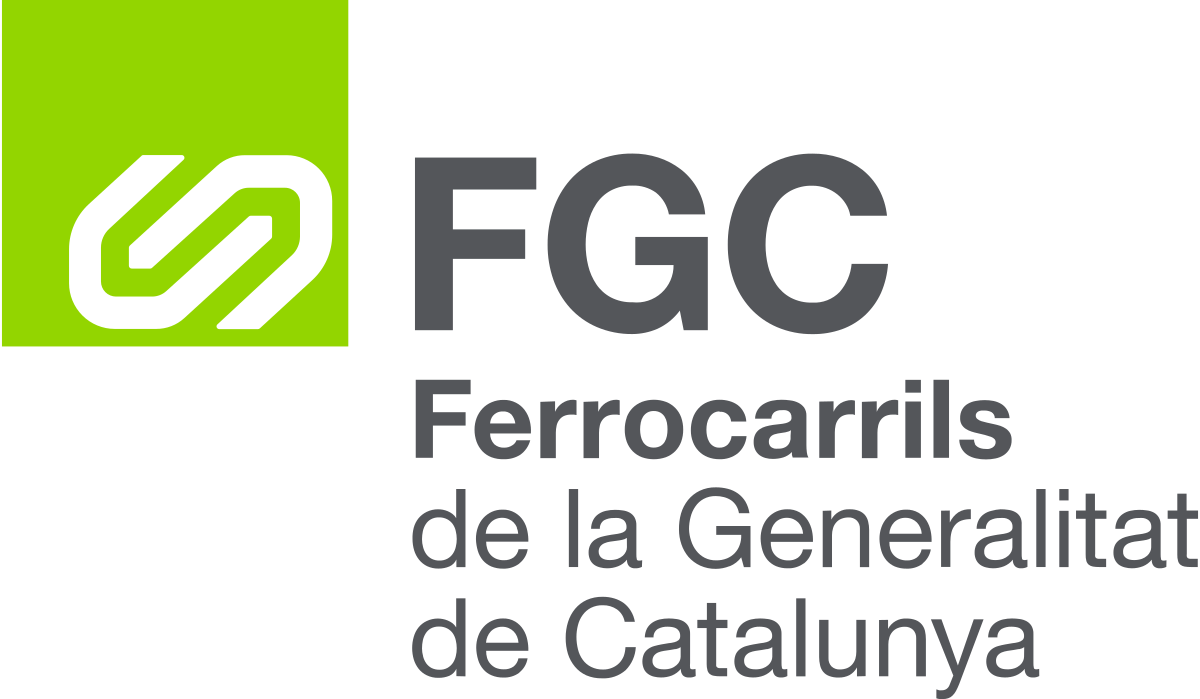 FGC
Ferrocarrils
de la Generalitat
de Catalunya